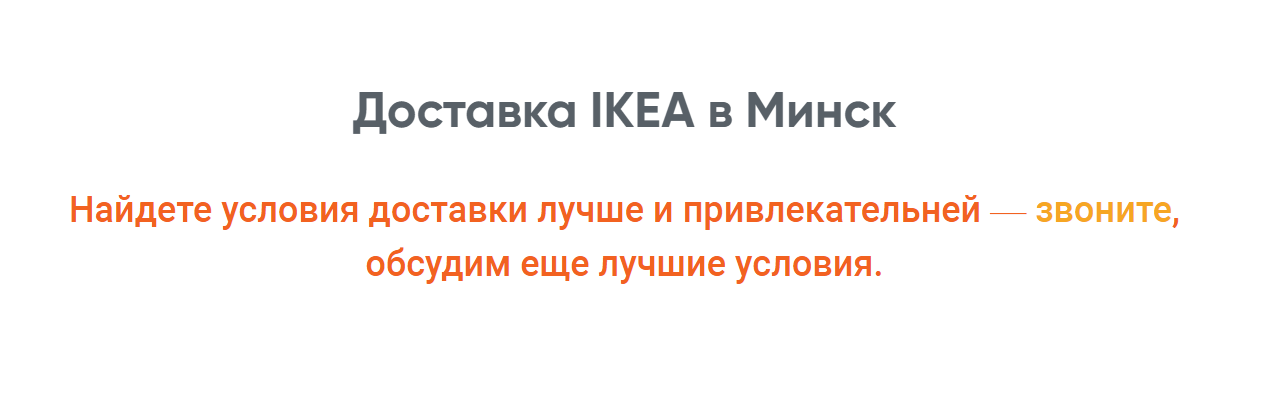 Доставка IKEA в Минск
Найдете условия доставки лучше и привлекательней — звоните,
обсудим еще лучшие условия.